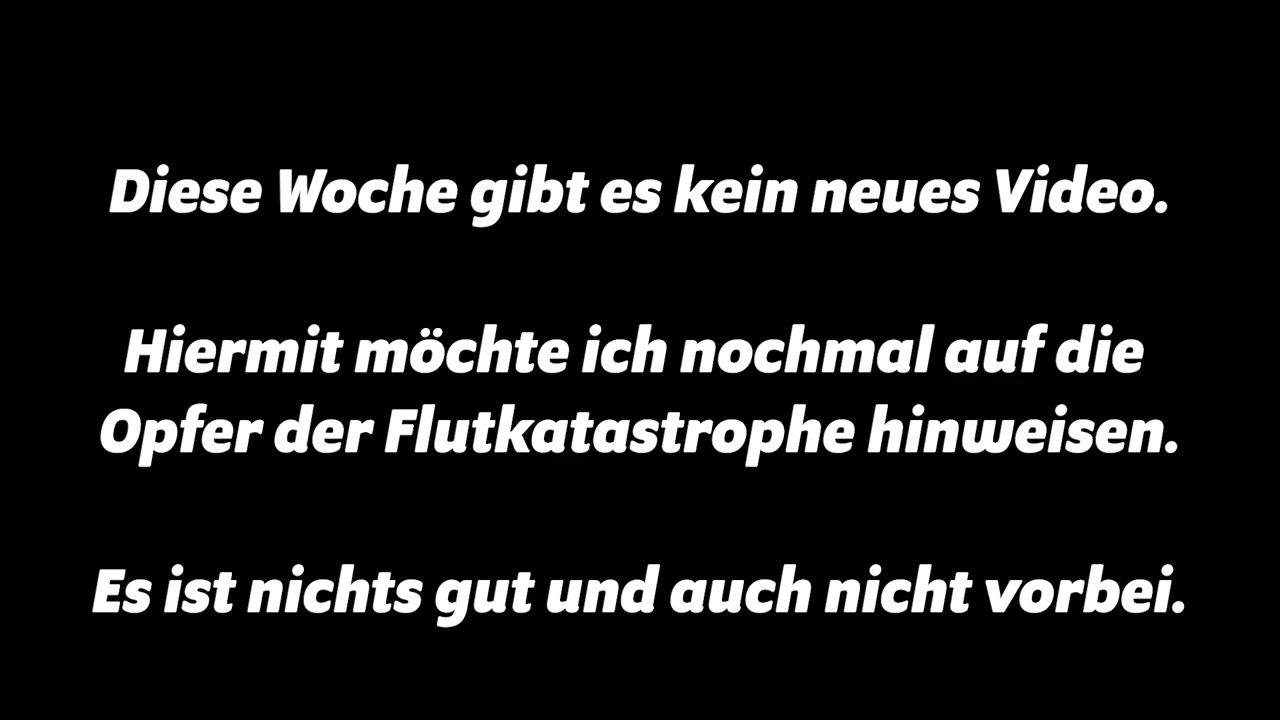 Diese Woche gibt es kein neues Video.
Hiermit möchte ich nochmal auf die
Opfer der Flutkatastrophe hinweisen.
Es ist nichts gut und auch nicht vorbei.